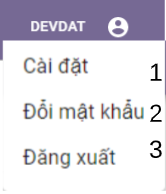 DEVDAT
Cài đặt 1
Đổi mật khẩu 2
Đăng xuất 3